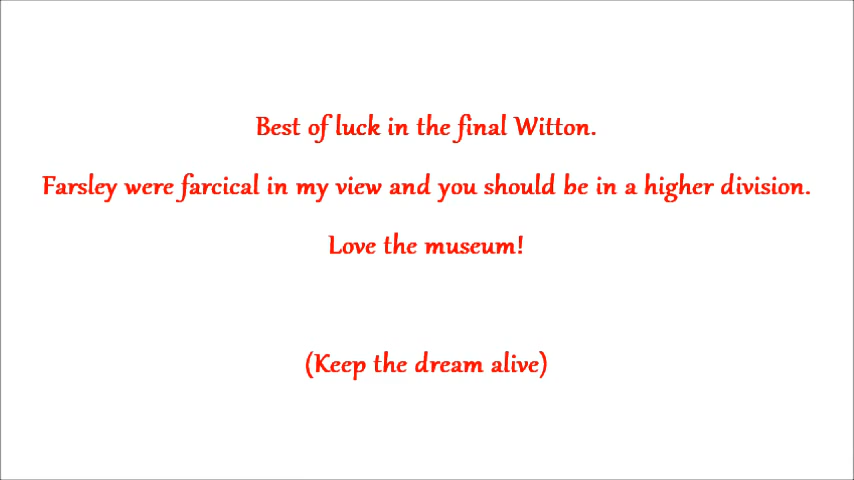 Best of luck in the final Witton.
Farsley were farcical in my view and you should be in a higher division.
Love the museum!
(Keep the dream alive)